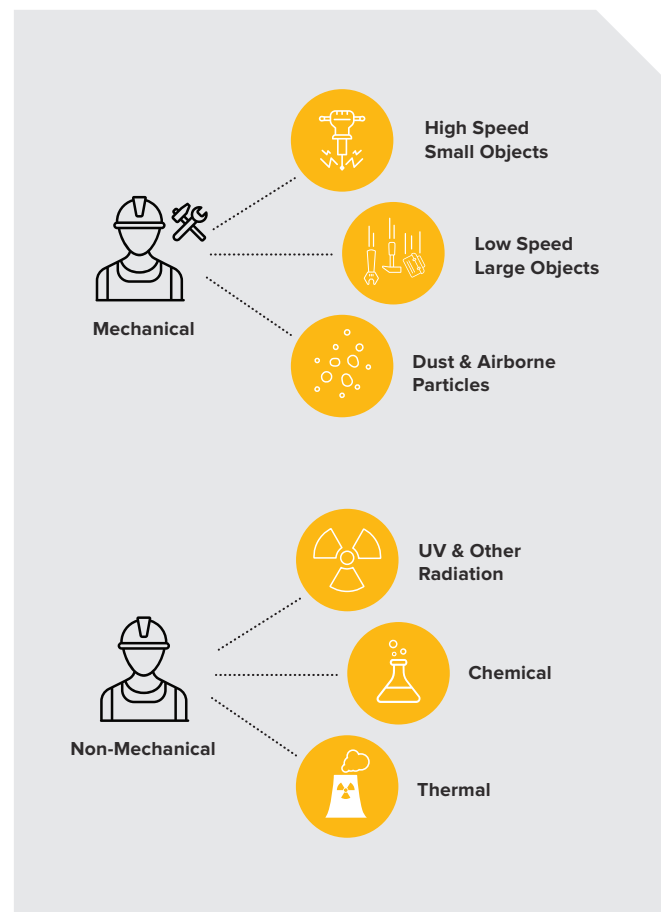 High Speed
Small Objects
Low Speed
Large Objects
Mechanical
Dust & Airborne
Particles
UV & Other
Radiation
Chemical
Non-Mechanical
Thermal